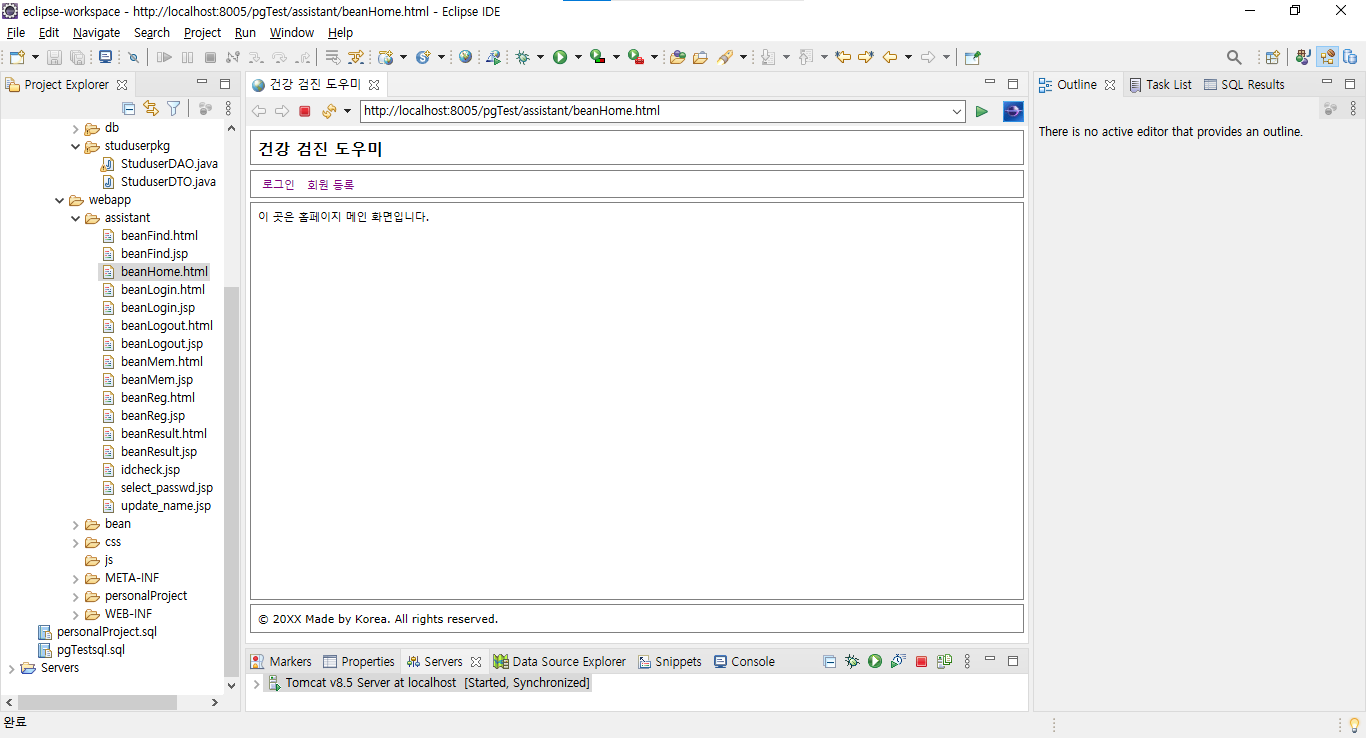 eclipse-workspace - http://localhost:8005/pgTest/assistant/beanHome.html - Eclipse IDE
File Edit Navigate Search Project Run Window Help
Project Explorer
db
studuserpkg
StuduserDAO.java
StuduserDTO.java
webapp
assistant
beanFind.html
beanFind.jsp
beanHome.html
beanLogin.html
beanLogin.jsp
beanLogout.html
beanLogout.jsp
beanMem.html
beanMem.jsp
beanReg.html
beanReg.jsp
beanResult.html
beanResult.jsp
idcheck.jsp
select_passwd.jsp
update_name.jsp
bean
css
js
META-INF
personalProject
WEB-INF
personalProject.sql
pgTestsql.sql
Servers
건강 검진 도우미
http://localhost:8005/pgTest/assistant/beanHome.html
건강 검진 도우미
로그인 회원 등록
이 곳은 홈페이지 메인 화면입니다.
© 20XX Made by Korea. All rights reserved.
Markers Properties Servers Data Source Explorer Snippets Console
Tomcat v8.5 Server at localhost [Started, Synchronized]
Outline Task List SQL Results
There is no active editor that provides an outline.
완료